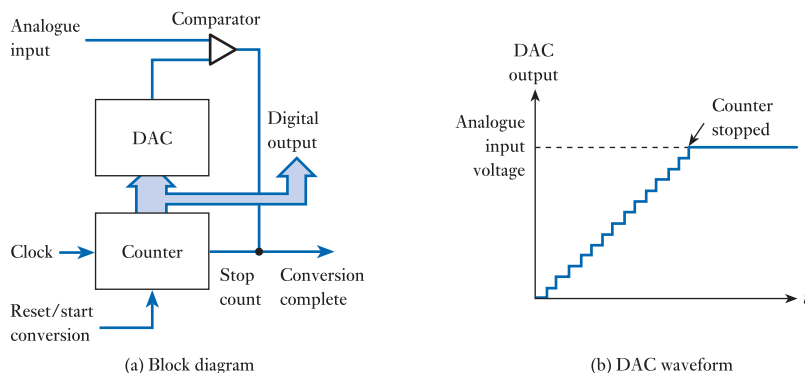 Comparator
Analogue
input
DAC
Digital
output
Clock
Counter
Stop
count
Conversion
complete
Reset/start
conversion
(a) Block diagram
DAC
output
Analogue
input
voltage
Counter
stopped
(b) DAC waveform